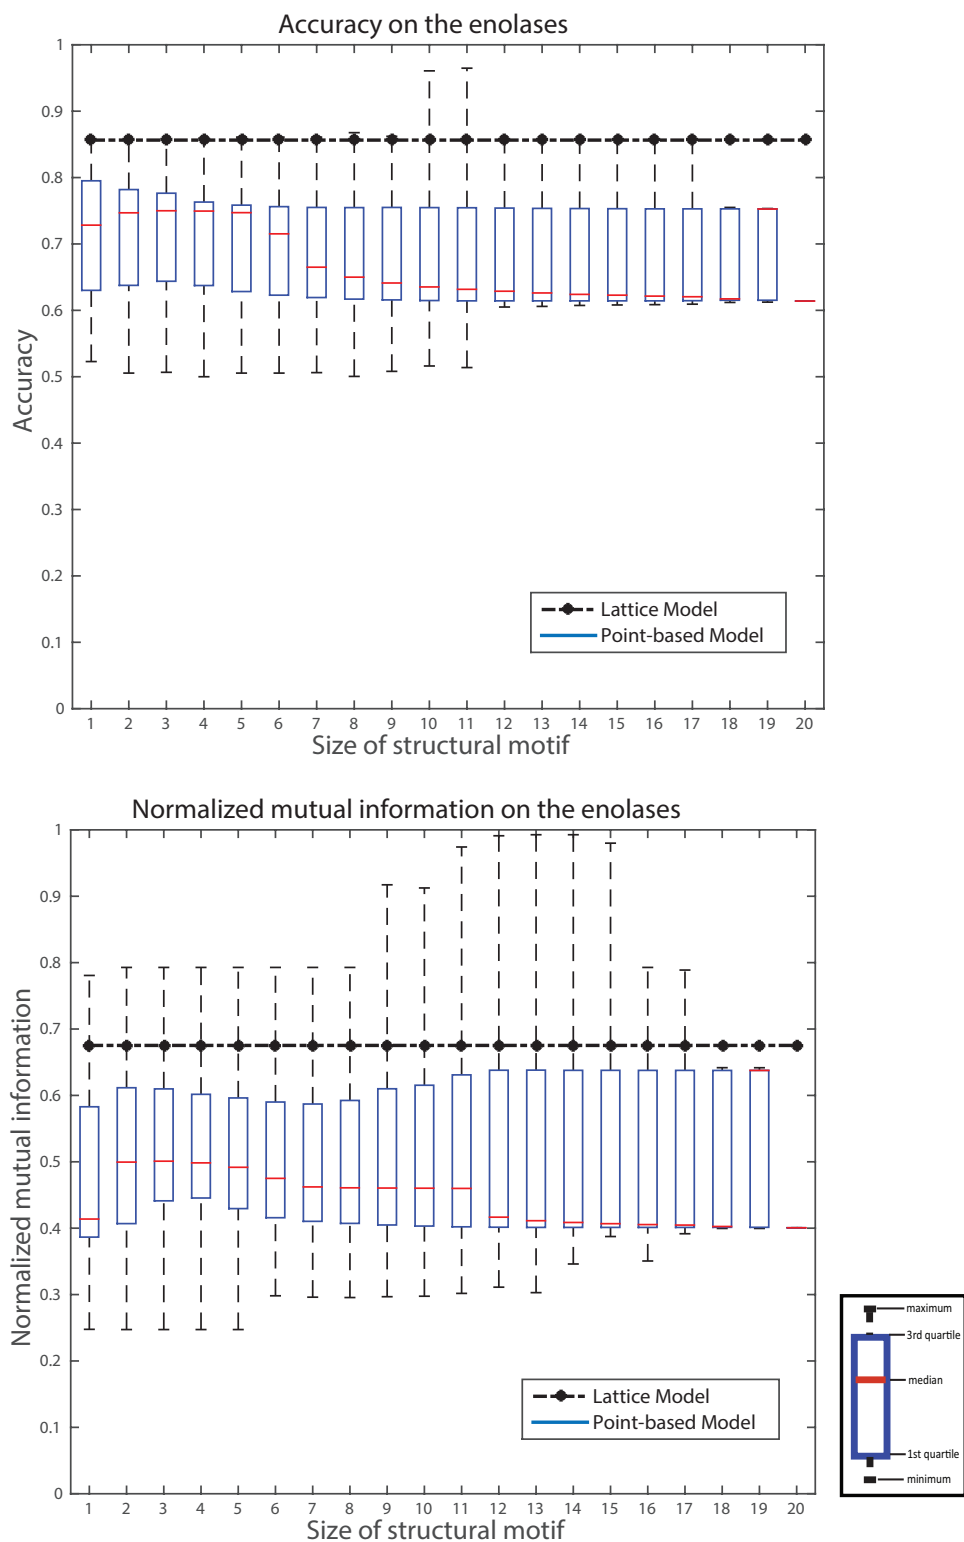 Accuracy on the enolases
1
0.9
0.8
0.7
0.6
0.5
0.4
0.3
0.2
0.1
0
Accuracy
Lattice Model
Point-based Model
1 2 3 4 5 6 7 8 9 10 11 12 13 14 15 16 17 18 19 20
Size of structural motif
Normalized mutual information on the enolases
1
0.9
0.8
0.7
0.6
0.5
0.4
0.3
0.2
0.1
0
Normalized mutual information
Lattice Model
Point-based Model
1 2 3 4 5 6 7 8 9 10 11 12 13 14 15 16 17 18 19 20
Size of structural motif
maximum
3rd quartile
median
1st quartile
minimum